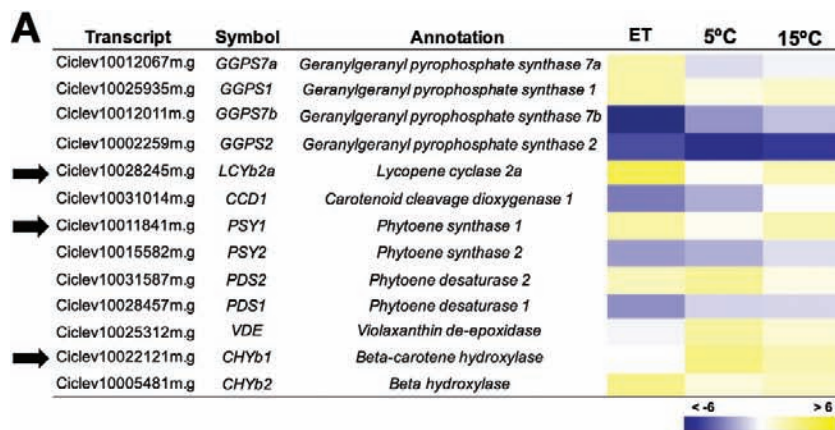 A
Transcript Symbol Annotation ET 5ºC 15ºC
Ciclev10012067m.g GGPS7a Geranylgeranyl pyrophosphate synthase 7a
Ciclev10025935m.g GGPS1 Geranylgeranyl pyrophosphate synthase 1
Ciclev10012011m.g GGPS7b Geranylgeranyl pyrophosphate synthase 7b
Ciclev10002259m.g GGPS2 Geranylgeranyl pyrophosphate synthase 2
Ciclev10028245m.g LCYb2a Lycopene cyclase 2a
Ciclev10031014m.g CCD1 Carotenoid cleavage dioxygenase 1
Ciclev10011841m.g PSY1 Phytoene synthase 1
Ciclev10015582m.g PSY2 Phytoene synthase 2
Ciclev10031587m.g PDS2 Phytoene desaturase 2
Ciclev10028457m.g PDS1 Phytoene desaturase 1
Ciclev10025312m.g VDE Violaxanthin de-epoxidase
Ciclev10022121m.g CHYb1 Beta-carotene hydroxylase
Ciclev10005481m.g CHYb2 Beta hydroxylase
< -6 > 6